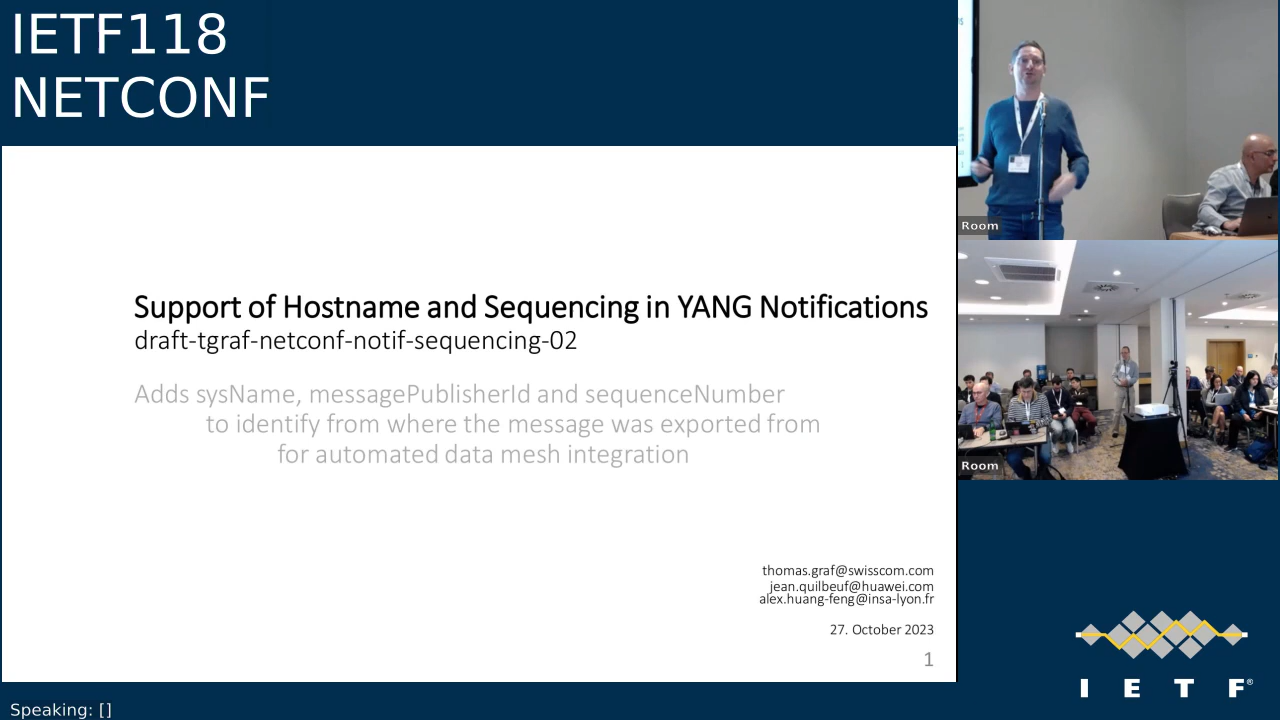 IETF118
NETCONF
Support of Hostname and Sequencing in YANG Notifications
draft-tgraf-netconf-notif-sequencing-02
Adds sysName, messagePublisherId and sequenceNumber
to identify from where the message was exported from
for automated data mesh integration
thomas.graf@swisscom.com
jean.quilbeuf@huawei.com
alex.huang-feng@insa-lyon.fr
27. October 2023
1
Room
Room
I E T F®
Speaking: []